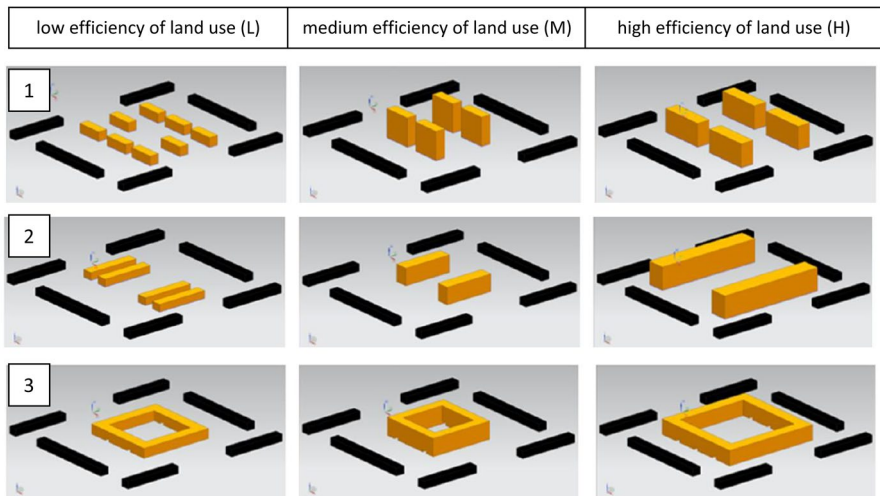 low efficiency of land use (L)
medium efficiency of land use (M)
high efficiency of land use (H)
1
2
3